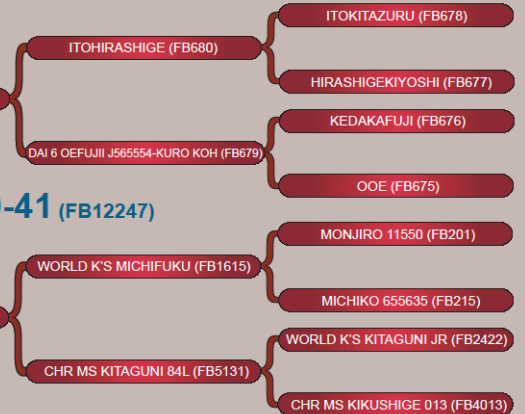 ITOKITAZURU (FB678)
ITOHIRASHIGE (FB680)
HIRASHIGEKIYOSHI (FB677)
KEDAKAFUJI (FB676)
DAI 6 OEFUJII J565554-KURO KOH (FB679)
OOE (FB675)
-41 (FB12247)
MONJIRO 11550 (FB201)
WORLD K'S MICHIFUKU (FB1615)
MICHIKO 655635 (FB215)
WORLD K'S KITAGUNI JR (FB2422)
CHR MS KITAGUNI 84L (FB5131)
CHR MS KIKUSHIGE 013 (FB4013)